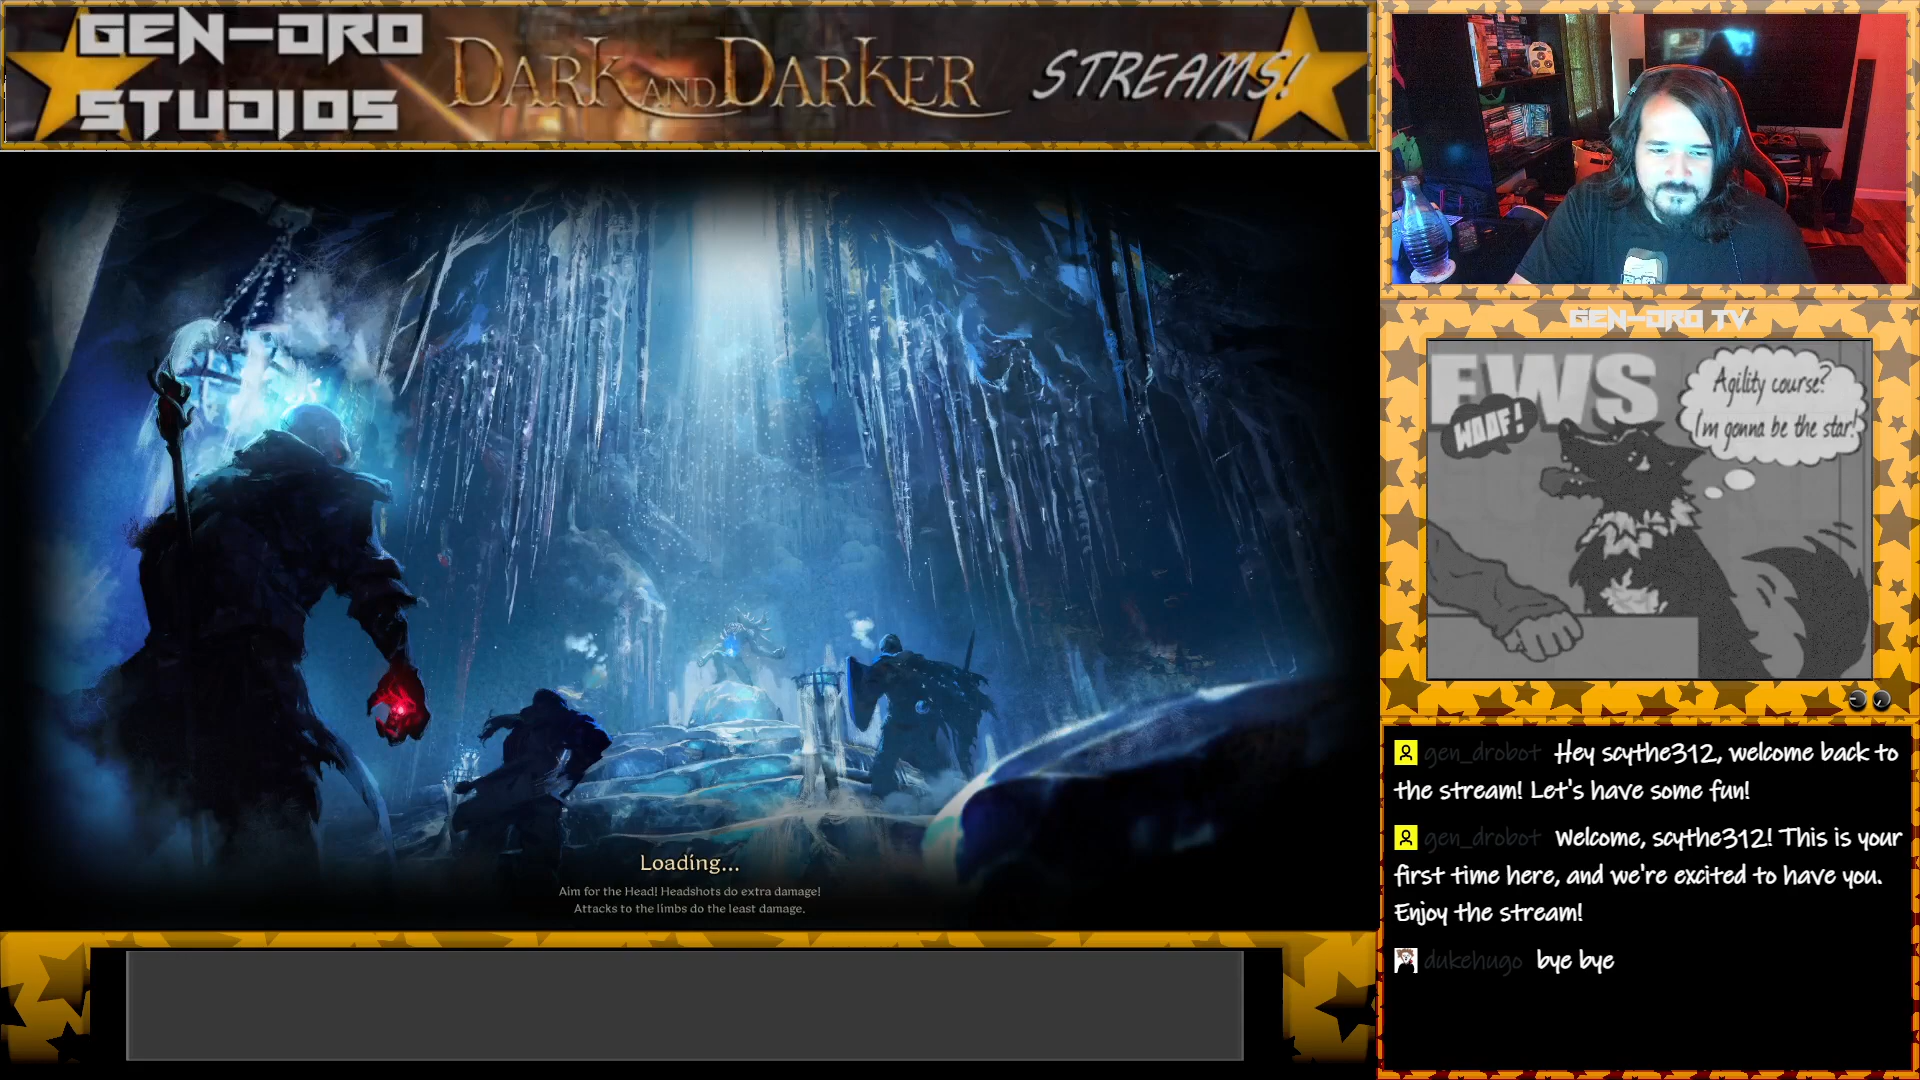 GEN-DRO
STUDIOS
DARK AND DARKER
STREAMS!
GEN-DRO TV
EWS
WOOF!
Agility course?
I'm gonna be the star!
Loading...
Aim for the Head! Headshots do extra damage!
Attacks to the limbs do the least damage.
gen_drobot Hey scythe312, welcome back to
the stream! Let's have some fun!
gen_drobot Welcome, scythe312! This is your
first time here, and we're excited to have you.
Enjoy the stream!
dukehugo bye bye